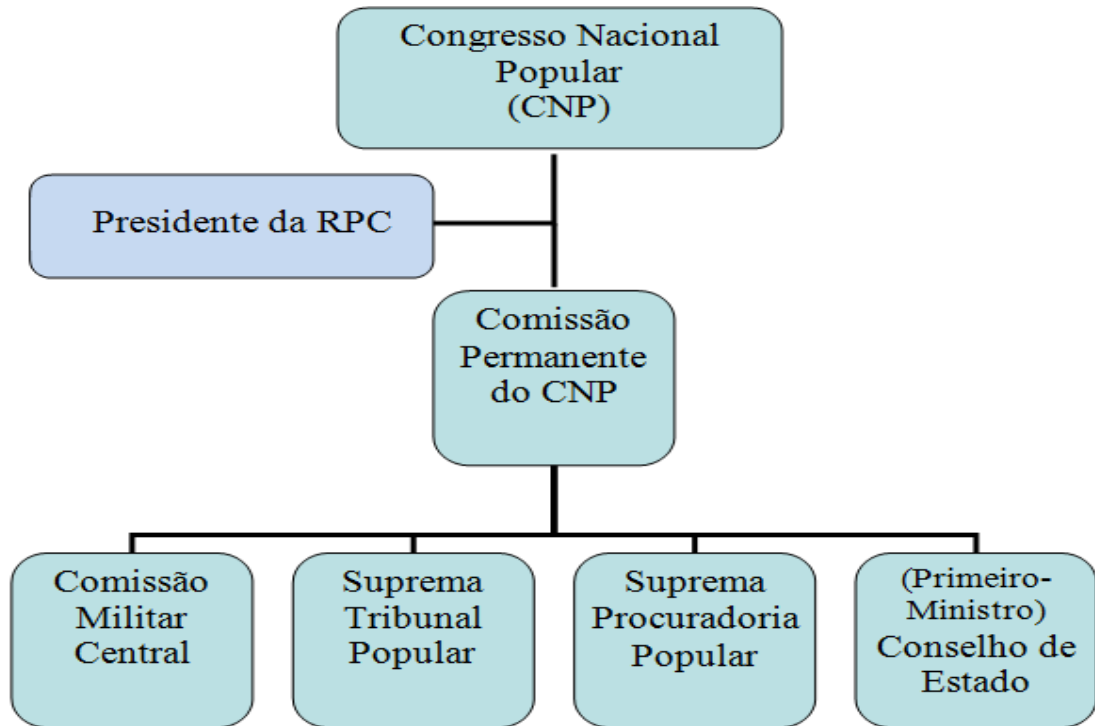 Congresso Nacional
Popular
(CNP)
Presidente da RPC
Comissão
Permanente
do CNP
Comissão
Militar
Central
Suprema
Tribunal
Popular
Suprema
Procuradoria
Popular
(Primeiro-
Ministro)
Conselho de
Estado